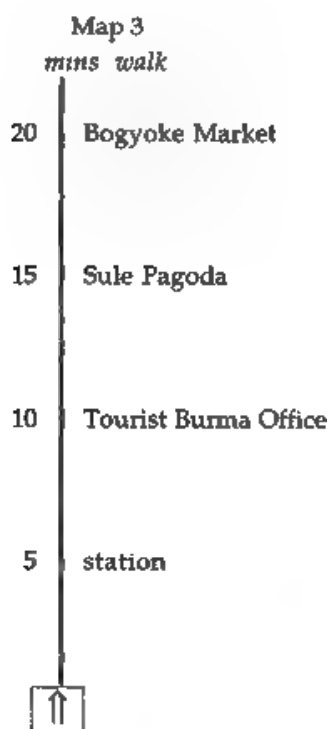 Map 3
mins walk
20 Bogyoke Market
15 Sule Pagoda
10 Tourist Burma Office
5 station
⇑